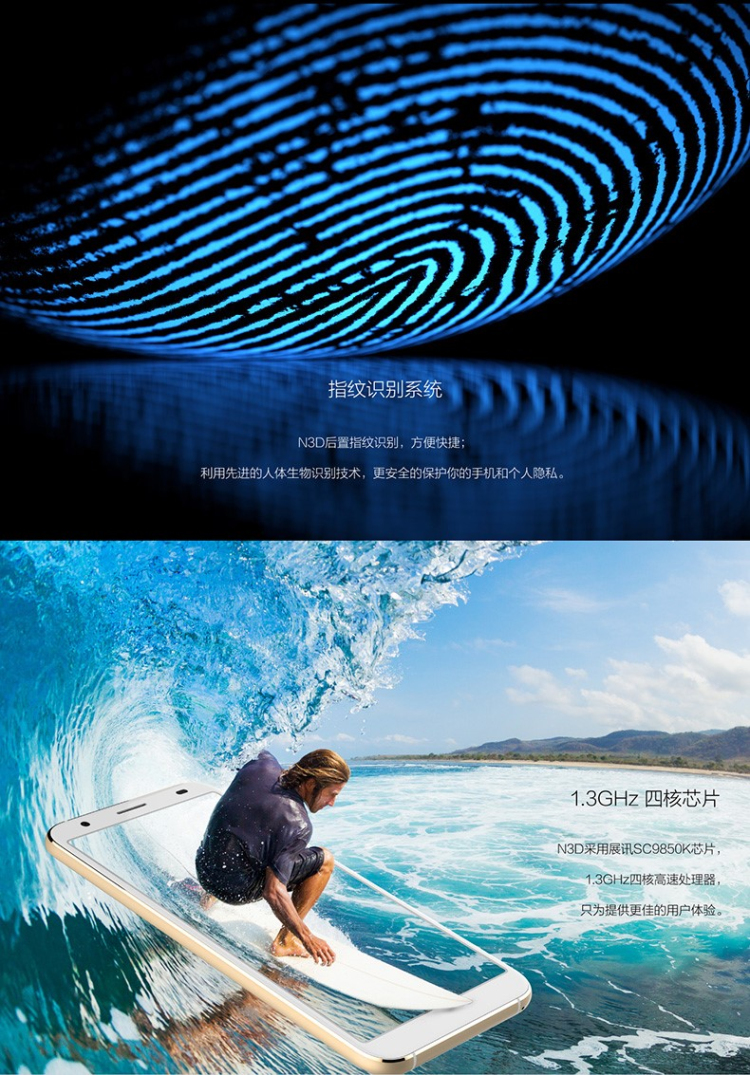 指纹识别系统
N3D后置指纹识别，方便快捷；
利用先进的人体生物识别技术，更安全的保护你的手机和个人隐私。
1.3GHz 四核芯片
N3D采用展讯SC9850K芯片，
1.3GHz四核高速处理器，
只为提供更佳的用户体验。